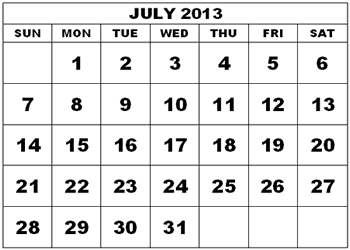 JULY 2013
SUN MON TUE WED THU FRI SAT
1 2 3 4 5 6
7 8 9 10 11 12 13
14 15 16 17 18 19 20
21 22 23 24 25 26 27
28 29 30 31